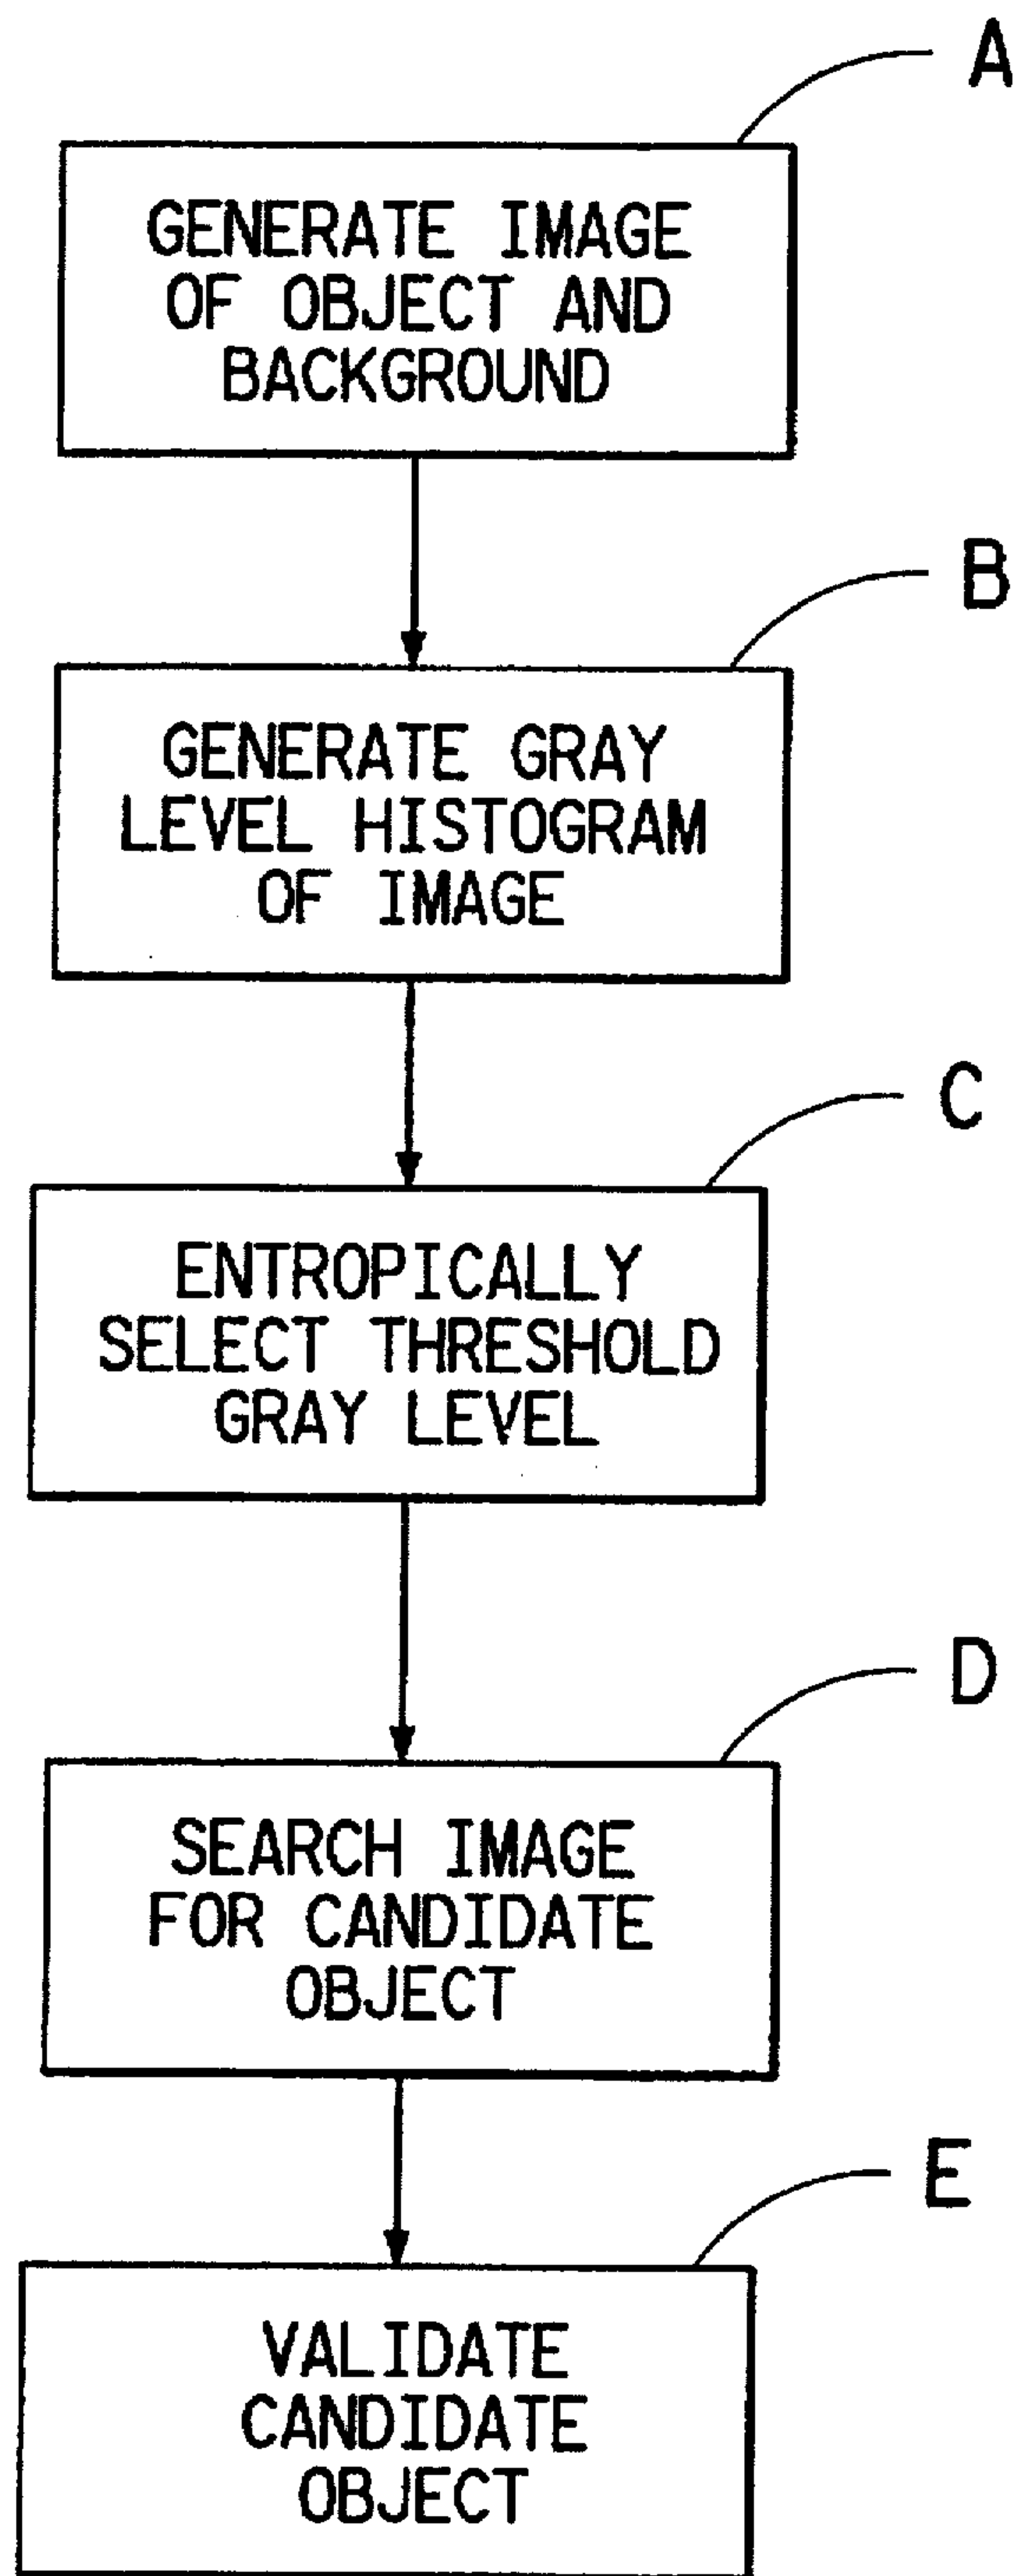 A
GENERATE IMAGE
OF OBJECT AND
BACKGROUND
B
GENERATE GRAY
LEVEL HISTOGRAM
OF IMAGE
C
ENTROPICALLY
SELECT THRESHOLD
GRAY LEVEL
D
SEARCH IMAGE
FOR CANDIDATE
OBJECT
E
VALIDATE
CANDIDATE
OBJECT